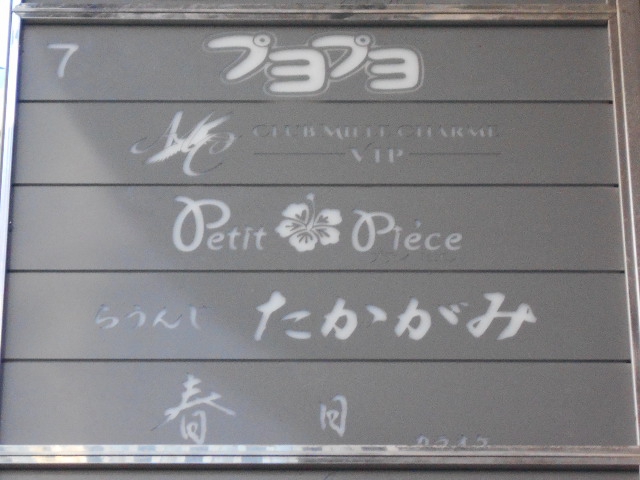 7 プヨプヨ
CLUB MILLE CHARME
VIP
Petit Pièce
らうんじ たかがみ
春日